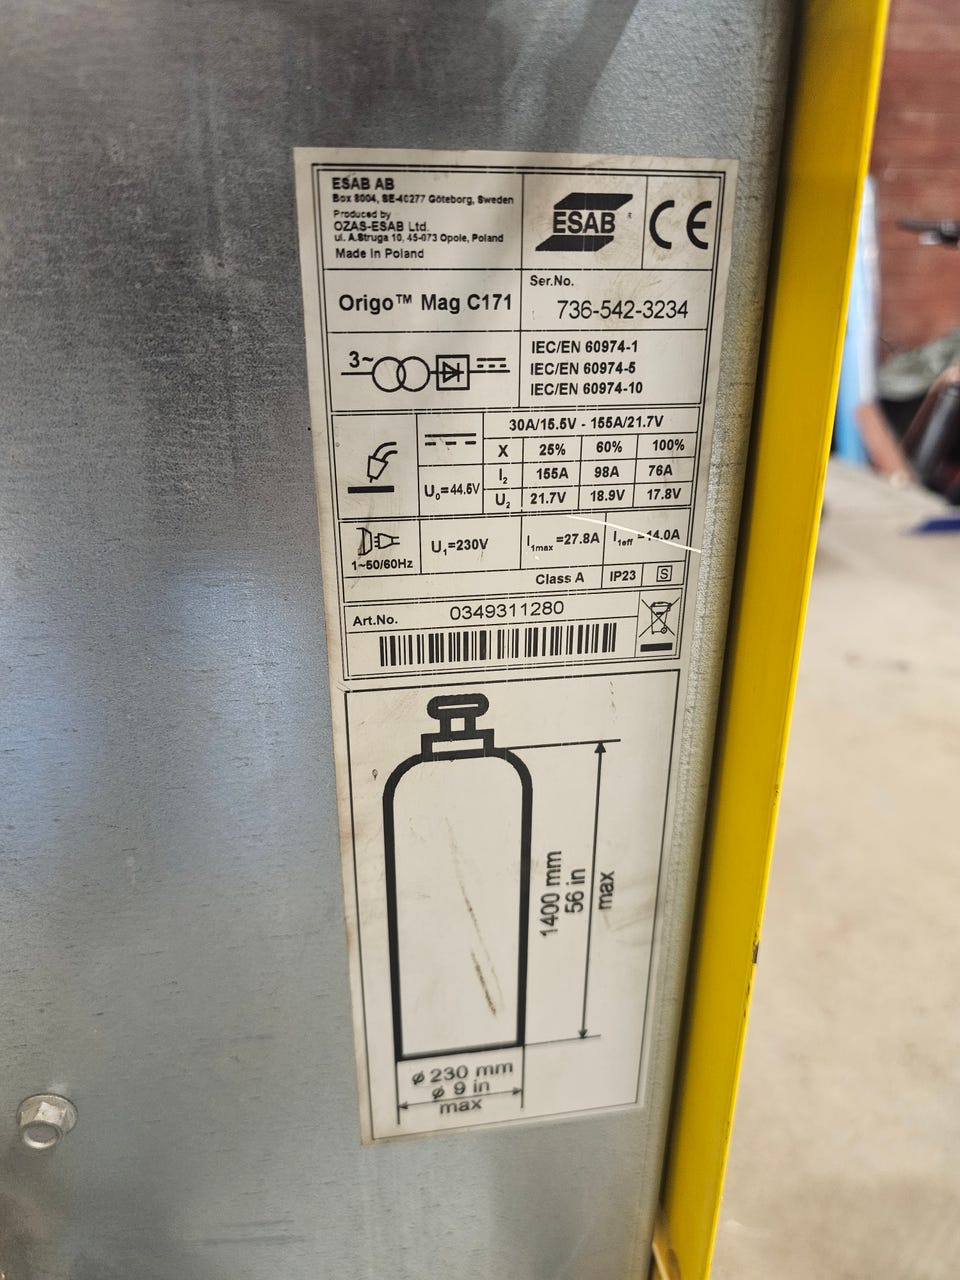 ESAB AB
Box 8004, SE-40277 Göteborg, Sweden
Produced by
OZAS-ESAB Ltd.
ul. A.Struga 10, 45-073 Opole, Poland
Made in Poland
ESAB
CE
Origo™ Mag C171
Ser.No.
736-542-3234
3~
IEC/EN 60974-1
IEC/EN 60974-5
IEC/EN 60974-10
30A/15.5V - 155A/21.7V
X 25% 60% 100%
I2 155A 98A 76A
U0=44.5V
U2 21.7V 18.9V 17.8V
1~50/60Hz
U1=230V
I1max=27.8A
I1eff=14.0A
Class A
IP23
S
Art.No. 0349311280
1400 mm
56 in
max
ø 230 mm
ø 9 in
max